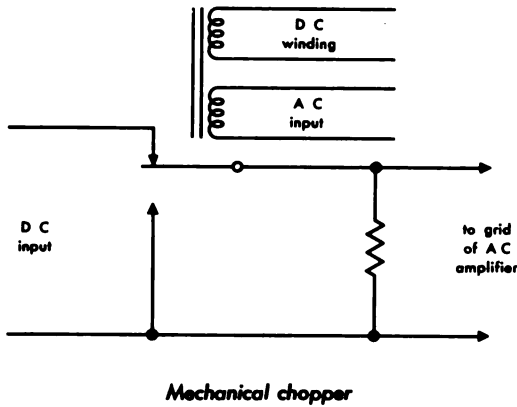 D C
winding
A C
input
D C
input
to grid
of A C
amplifier
Mechanical chopper